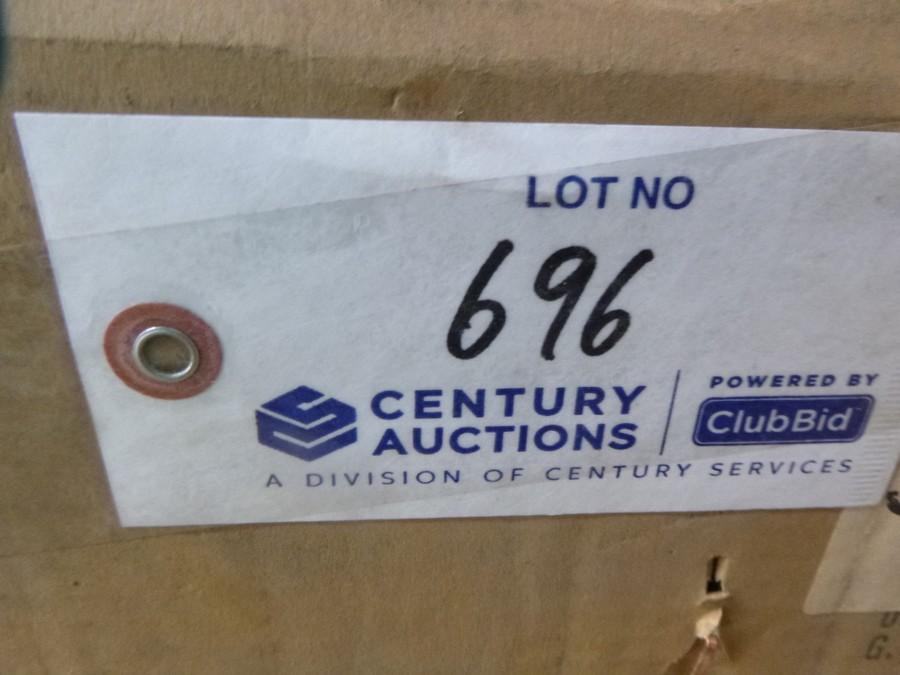 LOT NO
696
CENTURY
AUCTIONS
POWERED BY
ClubBid
A DIVISION OF CENTURY SERVICES
G.